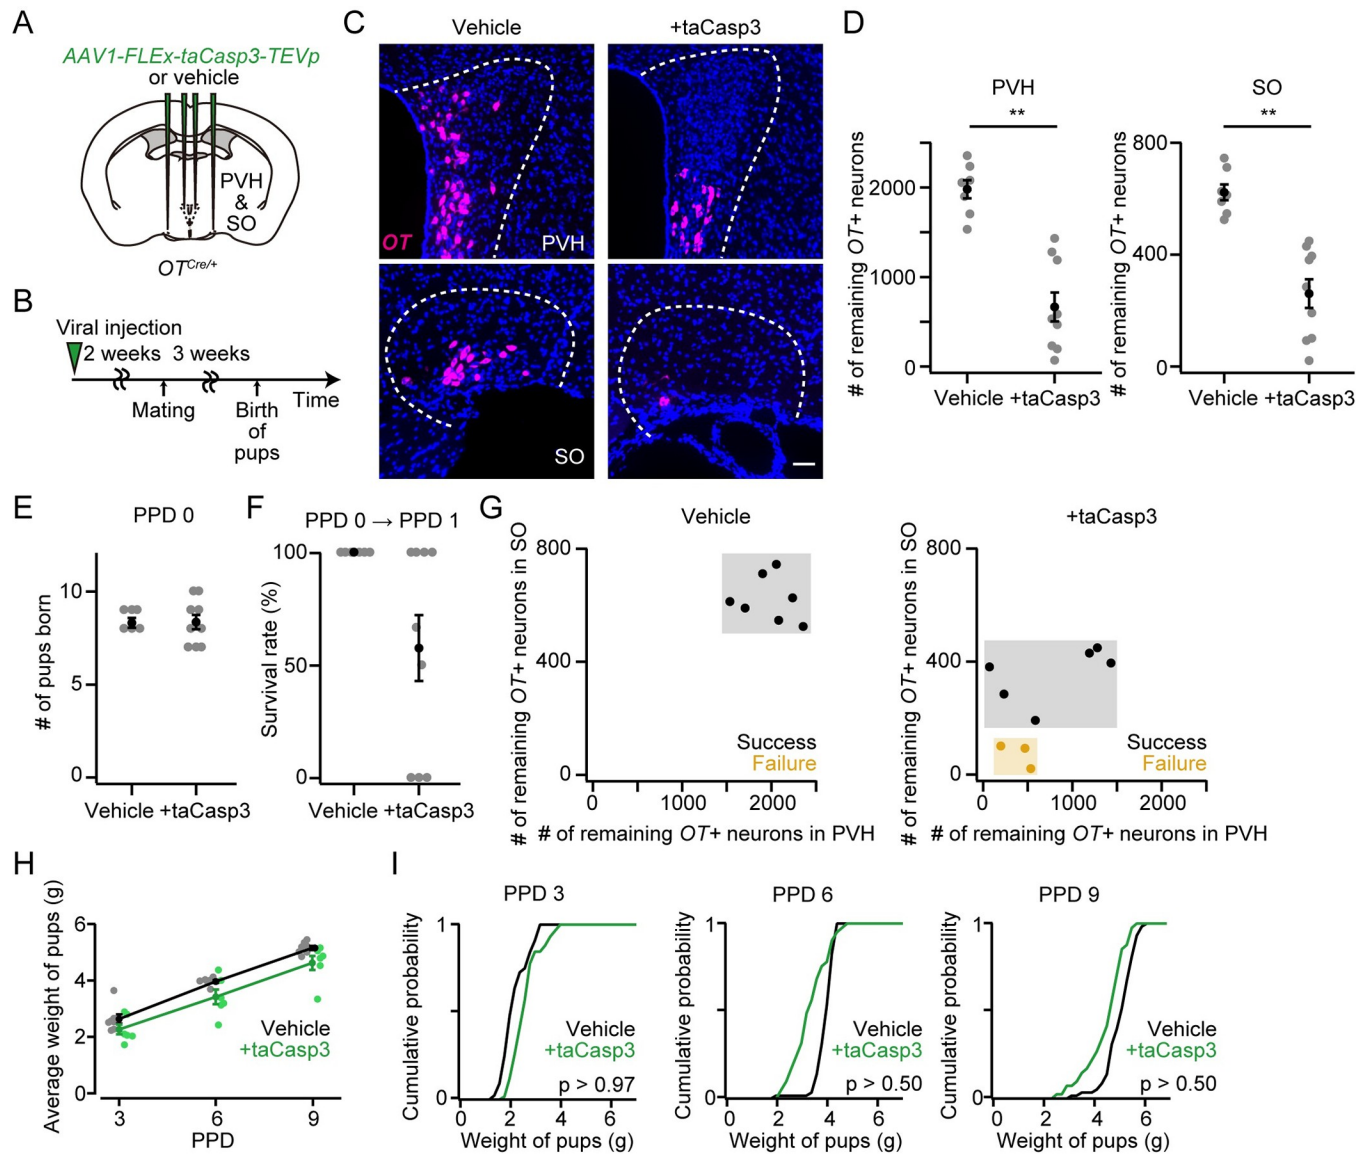 A
AAV1-FLEx-taCasp3-TEVp
or vehicle
PVH
&
SO
OTCre/+
B
Viral injection
2 weeks 3 weeks
Mating
Birth
of
pups
Time
C
Vehicle
+taCasp3
OT
PVH
SO
D
PVH
**
# of remaining OT+ neurons
2000
1000
0
Vehicle +taCasp3
SO
**
# of remaining OT+ neurons
800
400
0
Vehicle +taCasp3
E
PPD 0
# of pups born
10
5
0
Vehicle +taCasp3
F
PPD 0 → PPD 1
Survival rate (%)
100
50
0
Vehicle +taCasp3
G
Vehicle
# of remaining OT+ neurons in SO
800
400
0
Success
Failure
0 1000 2000
# of remaining OT+ neurons in PVH
+taCasp3
# of remaining OT+ neurons in SO
800
400
0
Success
Failure
0 1000 2000
# of remaining OT+ neurons in PVH
H
Average weight of pups (g)
6
4
2
0
Vehicle
+taCasp3
3 6 9
PPD
I
PPD 3
Cumulative probability
1
0
Vehicle
+taCasp3
p > 0.97
0 2 4 6
Weight of pups (g)
PPD 6
Cumulative probability
1
0
Vehicle
+taCasp3
p > 0.50
0 2 4 6
Weight of pups (g)
PPD 9
Cumulative probability
1
0
Vehicle
+taCasp3
p > 0.50
0 2 4 6
Weight of pups (g)